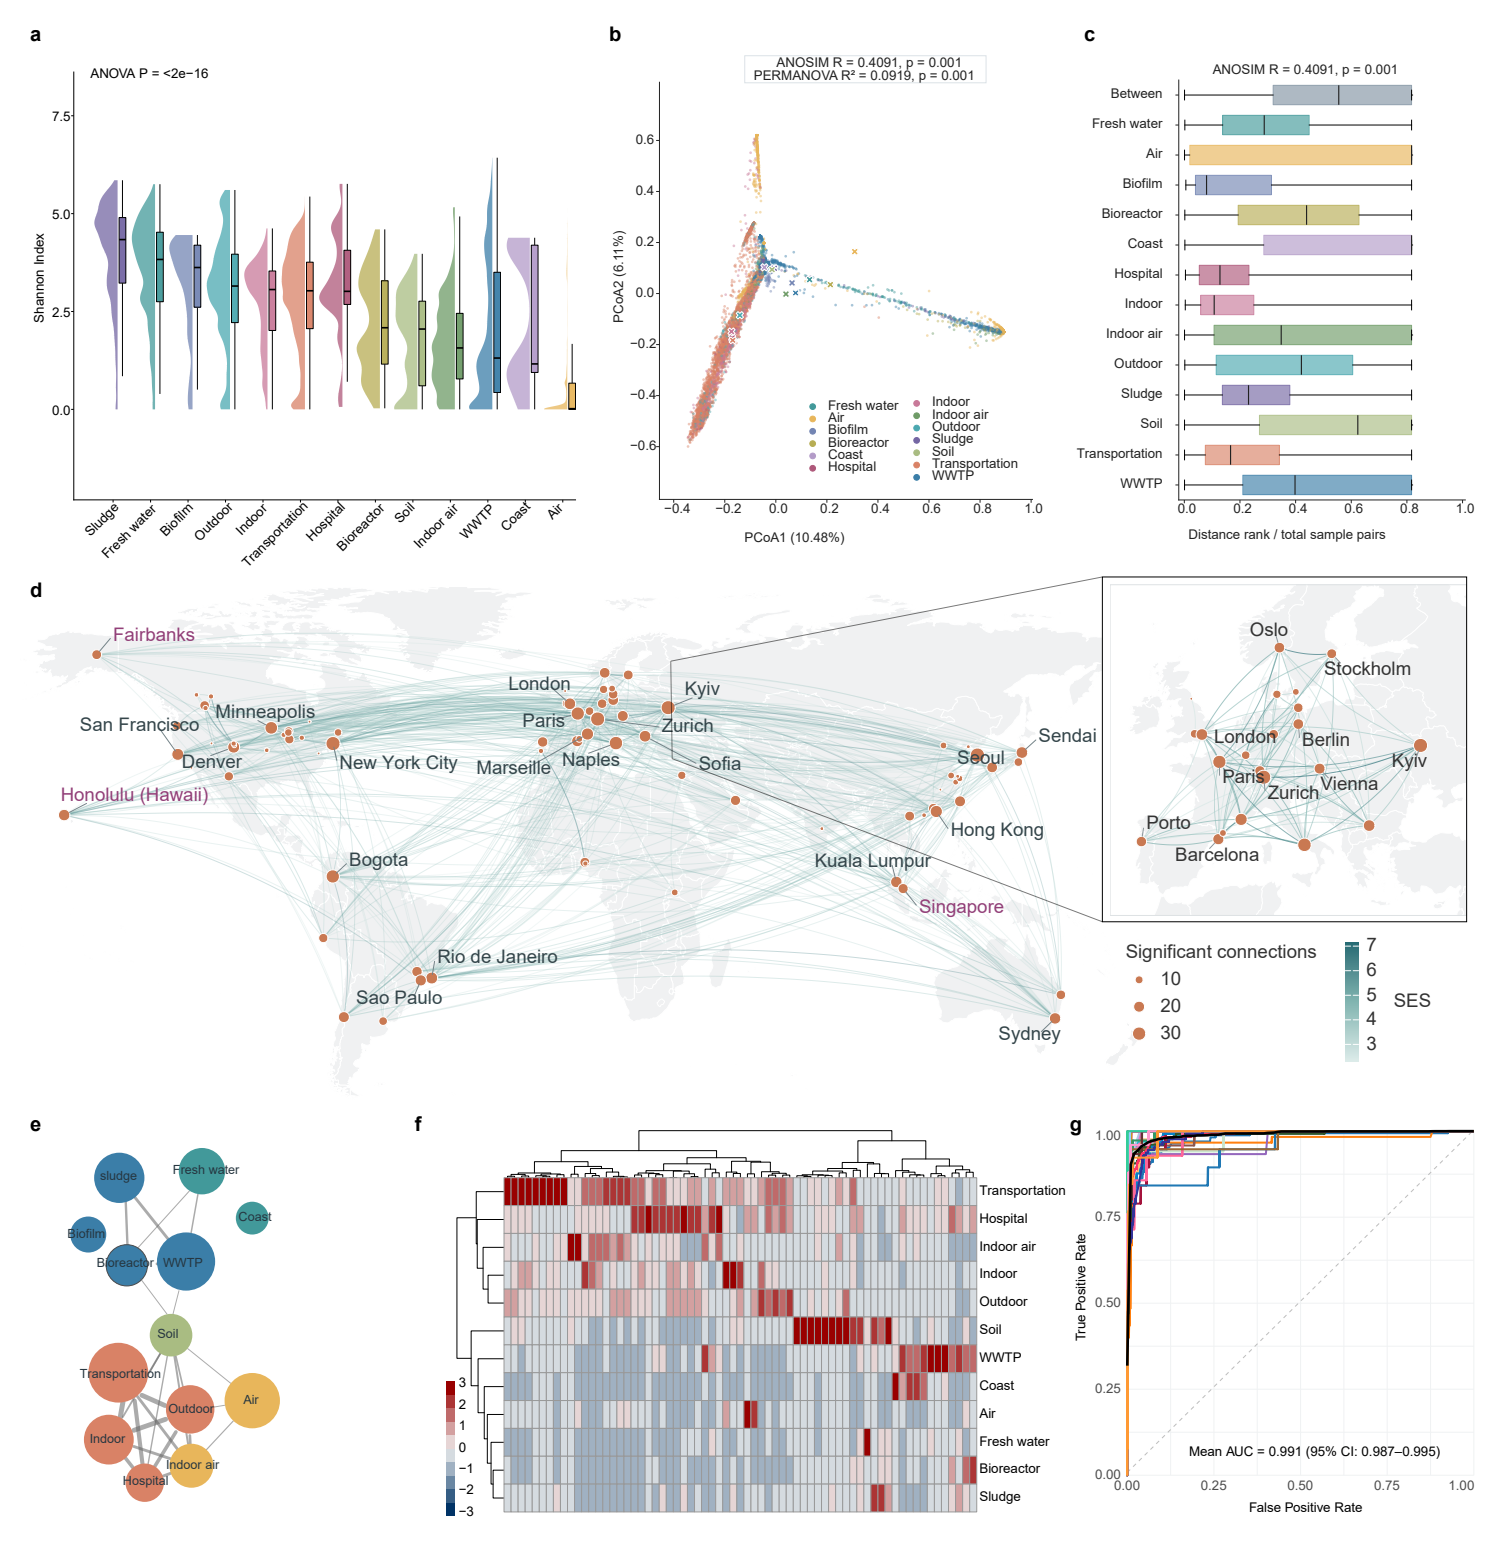 a
ANOVA P = <2e−16
Shannon Index
7.5
5.0
2.5
0.0
Sludge
Fresh water
Biofilm
Outdoor
Indoor
Transportation
Hospital
Bioreactor
Soil
Indoor air
WWTP
Coast
Air
b
ANOSIM R = 0.4091, p = 0.001
PERMANOVA R² = 0.0919, p = 0.001
PCoA2 (6.11%)
0.6
0.4
0.2
0.0
−0.2
−0.4
−0.6
Fresh water
Air
Biofilm
Bioreactor
Coast
Hospital
Indoor
Indoor air
Outdoor
Sludge
Soil
Transportation
WWTP
−0.4 −0.2 0.0 0.2 0.4 0.6 0.8 1.0
PCoA1 (10.48%)
c
ANOSIM R = 0.4091, p = 0.001
Between
Fresh water
Air
Biofilm
Bioreactor
Coast
Hospital
Indoor
Indoor air
Outdoor
Sludge
Soil
Transportation
WWTP
0.0 0.2 0.4 0.6 0.8 1.0
Distance rank / total sample pairs
d
Fairbanks
San Francisco
Minneapolis
Denver
New York City
Honolulu (Hawaii)
Bogota
Rio de Janeiro
Sao Paulo
London
Paris
Marseille
Naples
Kyiv
Zurich
Sofia
Seoul
Sendai
Hong Kong
Kuala Lumpur
Singapore
Sydney
Oslo
Stockholm
London
Berlin
Kyiv
Paris
Zurich
Vienna
Porto
Barcelona
Significant connections
10
20
30
7
6
5
4
3
SES
e
sludge
Fresh water
Coast
Biofilm
Bioreactor
WWTP
Soil
Transportation
Outdoor
Air
Indoor
Indoor air
Hospital
f
Transportation
Hospital
Indoor air
Indoor
Outdoor
Soil
WWTP
Coast
Air
Fresh water
Bioreactor
Sludge
3
2
1
0
−1
−2
−3
g
True Positive Rate
1.00
0.75
0.50
0.25
0.00
Mean AUC = 0.991 (95% CI: 0.987–0.995)
0.00 0.25 0.50 0.75 1.00
False Positive Rate